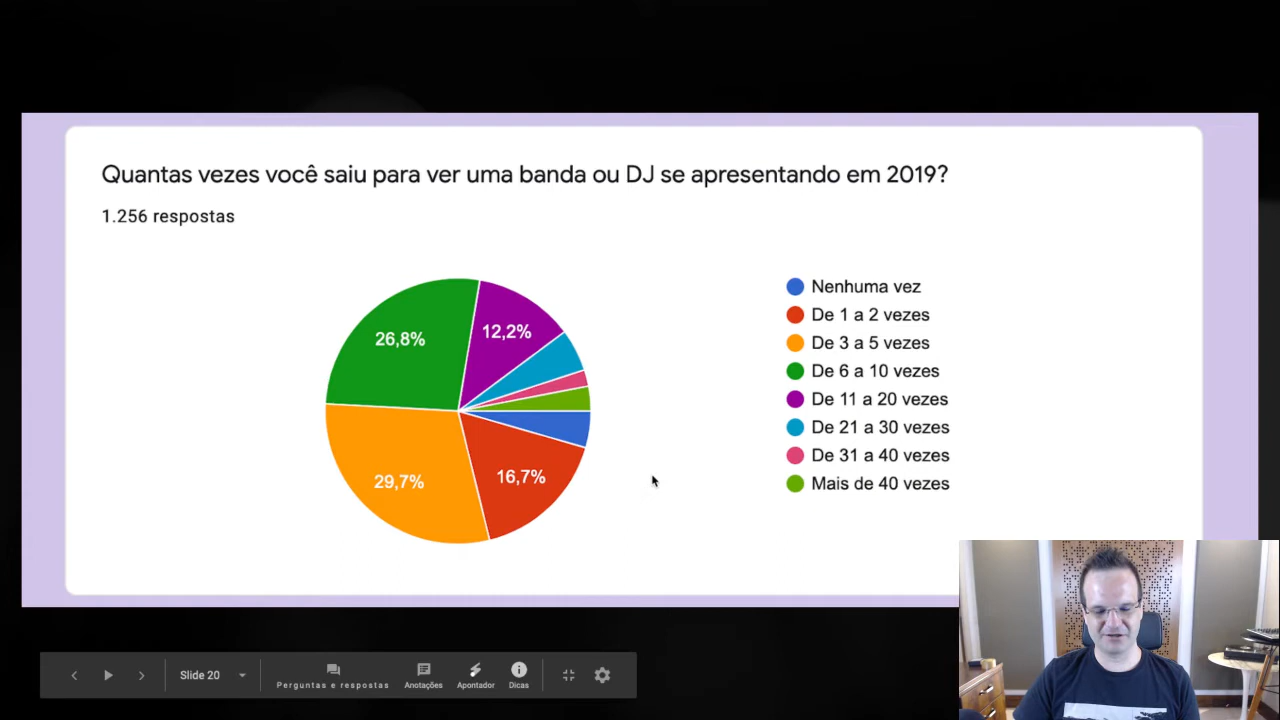 Quantas vezes você saiu para ver uma banda ou DJ se apresentando em 2019?
1.256 respostas
26,8%
12,2%
29,7%
16,7%
Nenhuma vez
De 1 a 2 vezes
De 3 a 5 vezes
De 6 a 10 vezes
De 11 a 20 vezes
De 21 a 30 vezes
De 31 a 40 vezes
Mais de 40 vezes
Slide 20
Perguntas e respostas
Anotações
Apontador
Dicas